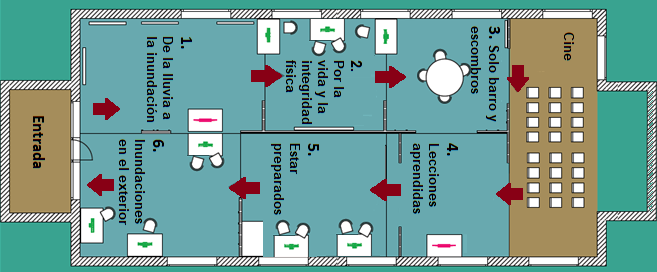 Entrada
1.
De la lluvia a
la inundación
2.
Por la
vida y la
integridad
física
3. Solo barro y
escombros
Cine
4.
Lecciones
aprendidas
5.
Estar
preparados
6.
Inundaciones
en el exterior